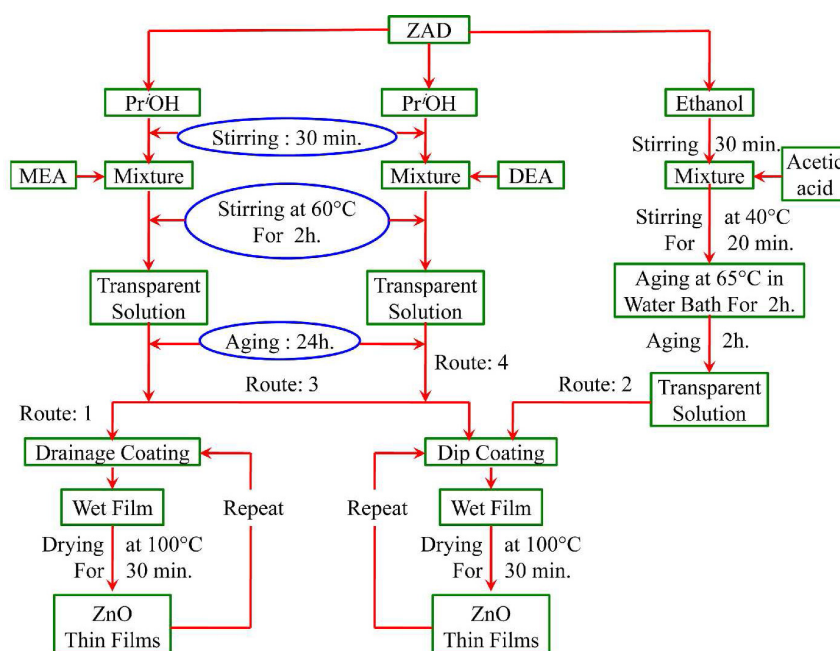 ZAD
PrⁱOH
PrⁱOH
Ethanol
Stirring : 30 min.
Stirring 30 min.
MEA
Mixture
Mixture
DEA
Mixture
Acetic
acid
Stirring at 60°C
For 2h.
Stirring at 40°C
For 20 min.
Transparent
Solution
Transparent
Solution
Aging at 65°C in
Water Bath For 2h.
Aging : 24h.
Aging 2h.
Route: 4
Route: 3
Route: 2
Transparent
Solution
Route: 1
Drainage Coating
Dip Coating
Wet Film
Repeat
Repeat
Wet Film
Drying at 100°C
For 30 min.
Drying at 100°C
For 30 min.
ZnO
Thin Films
ZnO
Thin Films